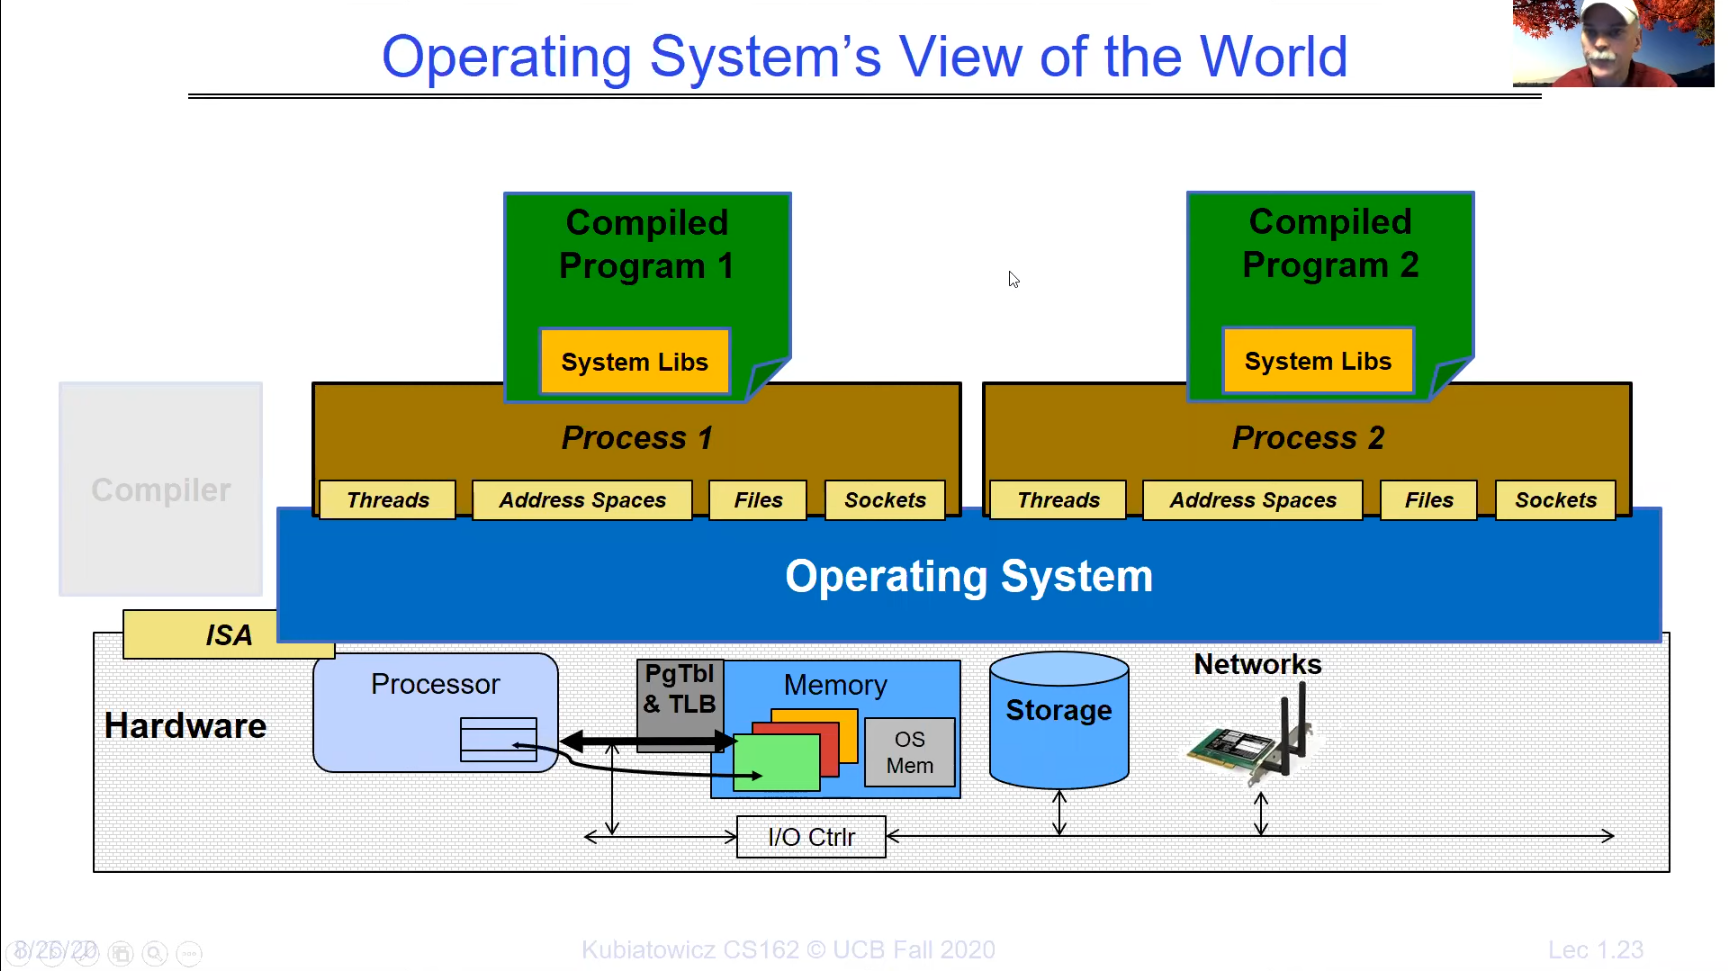 Operating System's View of the World
Compiled
Program 1
System Libs
Compiled
Program 2
System Libs
Process 1
Threads
Address Spaces
Files
Sockets
Process 2
Threads
Address Spaces
Files
Sockets
Compiler
Operating System
ISA
Hardware
Processor
PgTbl
& TLB
Memory
OS
Mem
Storage
Networks
I/O Ctrlr
8/26/20
Kubiatowicz CS162 © UCB Fall 2020
Lec 1.23